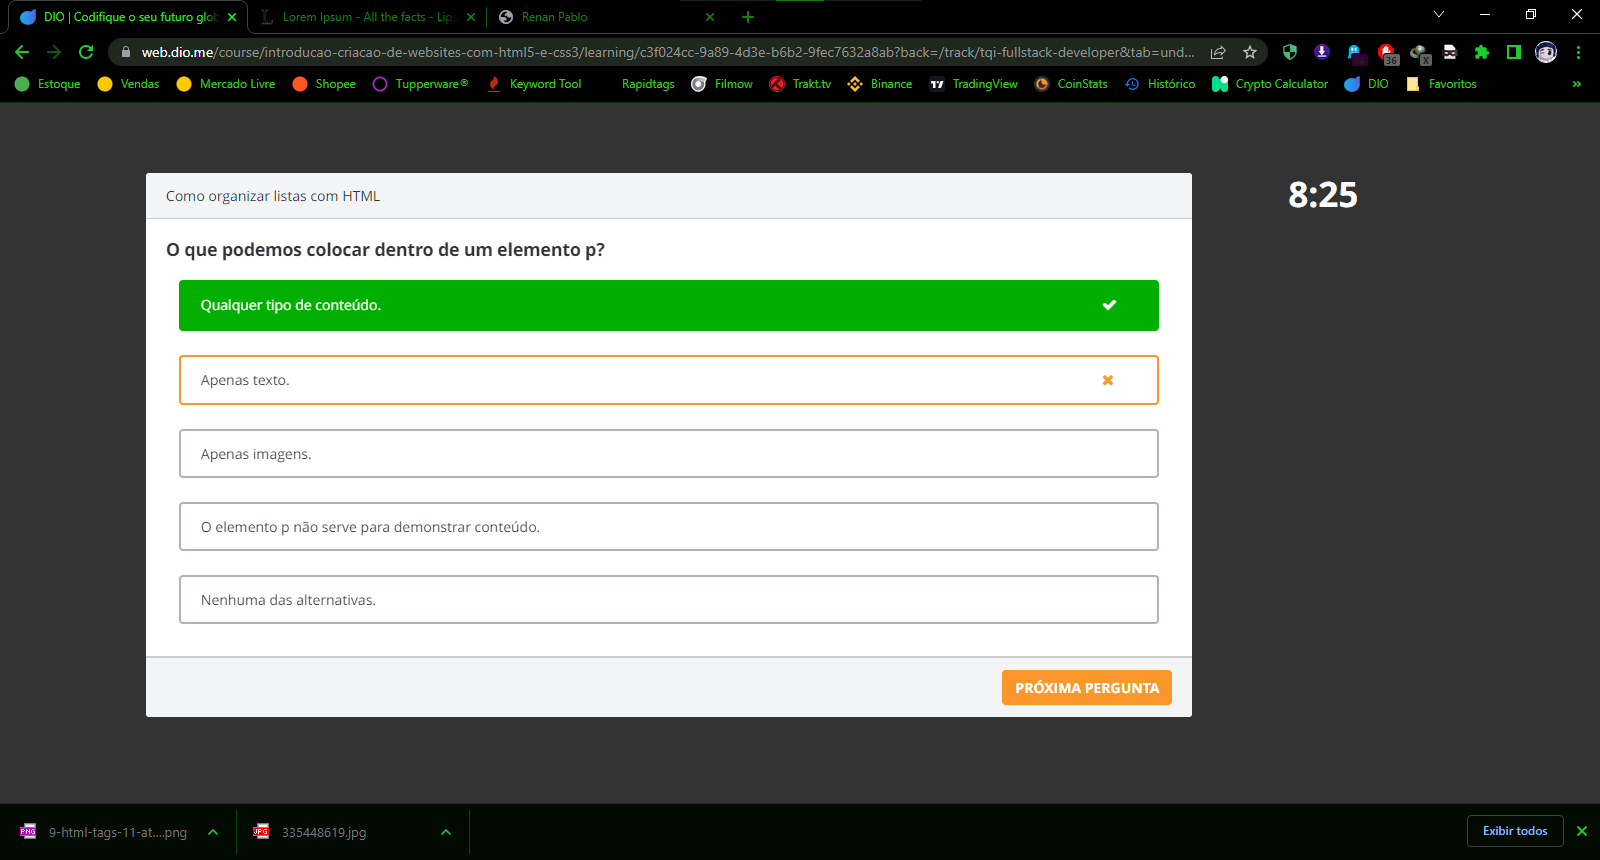 DIO | Codifique o seu futuro glob
Lorem Ipsum - All the facts - Lips
Renan Pablo
web.dio.me/course/introducao-criacao-de-websites-com-html5-e-css3/learning/c3f024cc-9a89-4d3e-b6b2-9fec7632a8ab?back=/track/tqi-fullstack-developer&tab=und...
36
X
Estoque
Vendas
Mercado Livre
Shopee
Tupperware®
Keyword Tool
Rapidtags
Filmow
Trakt.tv
Binance
TradingView
CoinStats
Histórico
Crypto Calculator
DIO
Favoritos
»
Como organizar listas com HTML
8:25
O que podemos colocar dentro de um elemento p?
Qualquer tipo de conteúdo.
Apenas texto.
Apenas imagens.
O elemento p não serve para demonstrar conteúdo.
Nenhuma das alternativas.
PRÓXIMA PERGUNTA
PNG
9-html-tags-11-at....png
JPG
335448619.jpg
Exibir todos